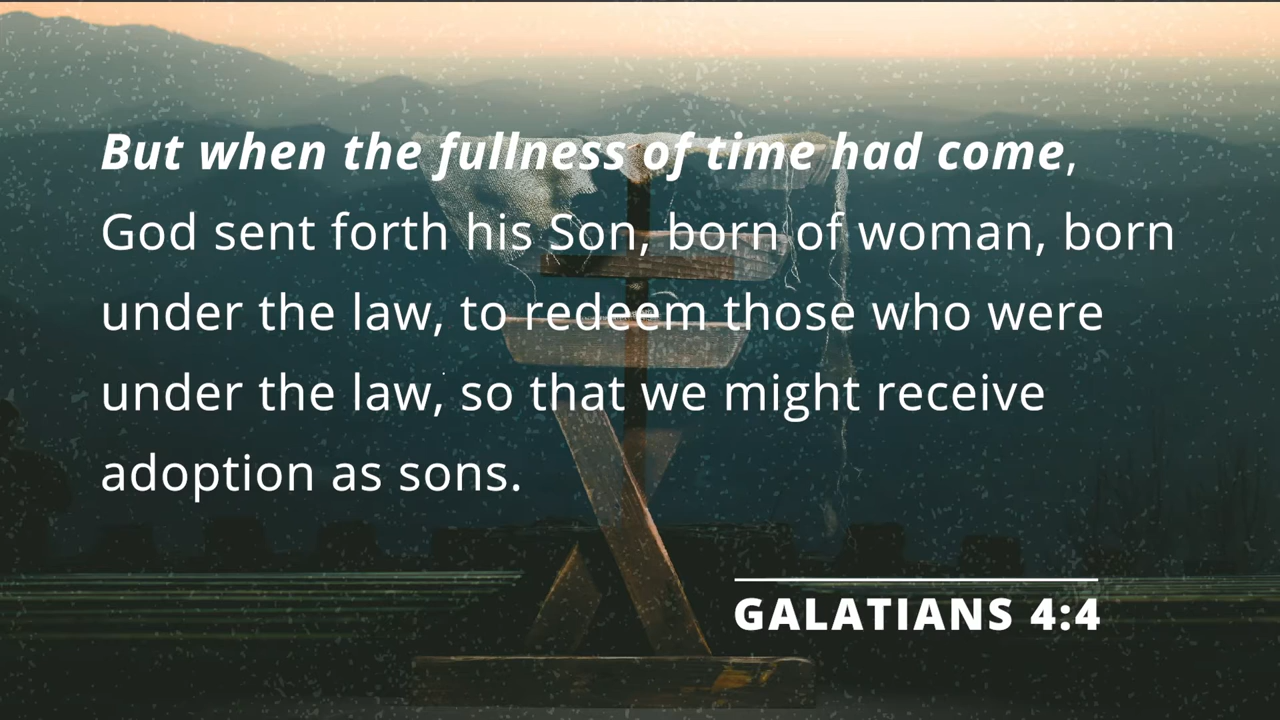 But when the fullness of time had come,
God sent forth his Son, born of woman, born
under the law, to redeem those who were
under the law, so that we might receive
adoption as sons.
GALATIANS 4:4